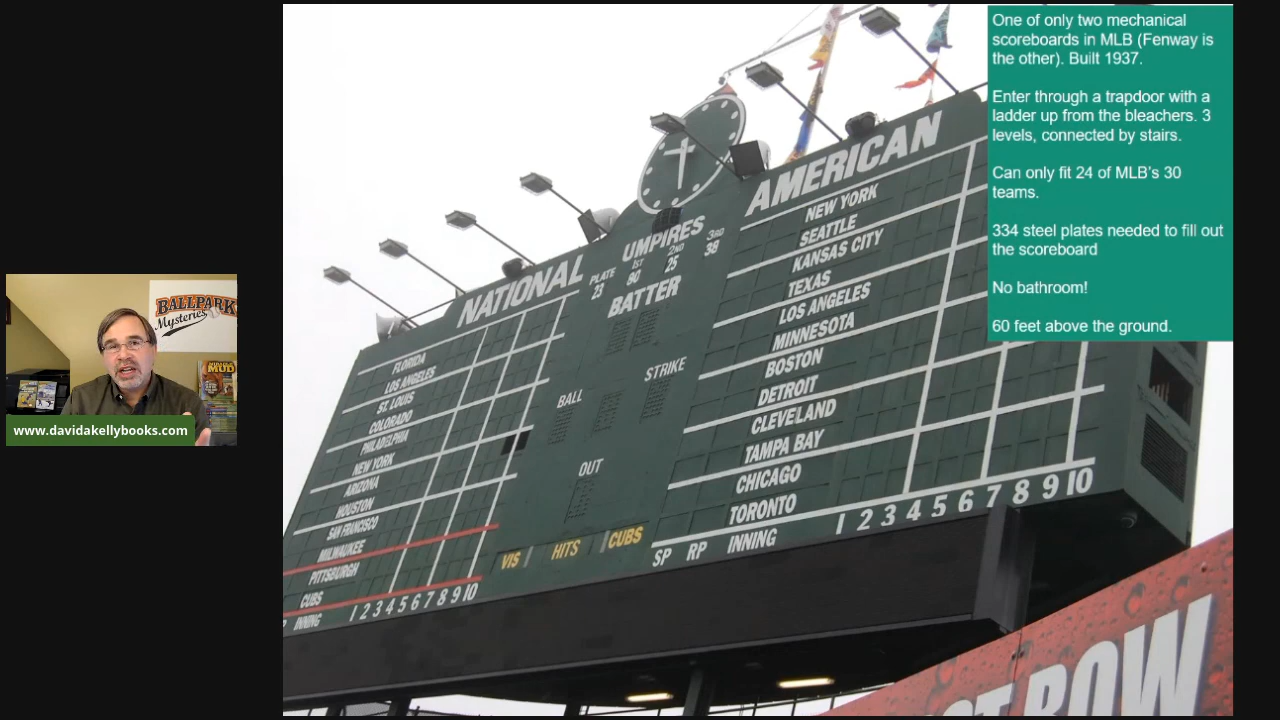 One of only two mechanical
scoreboards in MLB (Fenway is
the other). Built 1937.
Enter through a trapdoor with a
ladder up from the bleachers. 3
levels, connected by stairs.
Can only fit 24 of MLB's 30
teams.
334 steel plates needed to fill out
the scoreboard
No bathroom!
60 feet above the ground.
BALLPARK
Mysteries
MUD
www.davidakellybooks.com
NATIONAL
FLORIDA
LOS ANGELES
ST. LOUIS
COLORADO
PHILADELPHIA
NEW YORK
ARIZONA
HOUSTON
SAN FRANCISCO
MILWAUKEE
PITTSBURGH
CUBS
INNING 1 2 3 4 5 6 7 8 9 10
UMPIRES
PLATE 1ST 2ND 3RD
23 90 25 38
BATTER
BALL STRIKE
OUT
VIS HITS CUBS
AMERICAN
NEW YORK
SEATTLE
KANSAS CITY
TEXAS
LOS ANGELES
MINNESOTA
BOSTON
DETROIT
CLEVELAND
TAMPA BAY
CHICAGO
TORONTO
SP RP INNING 1 2 3 4 5 6 7 8 9 10
ROW